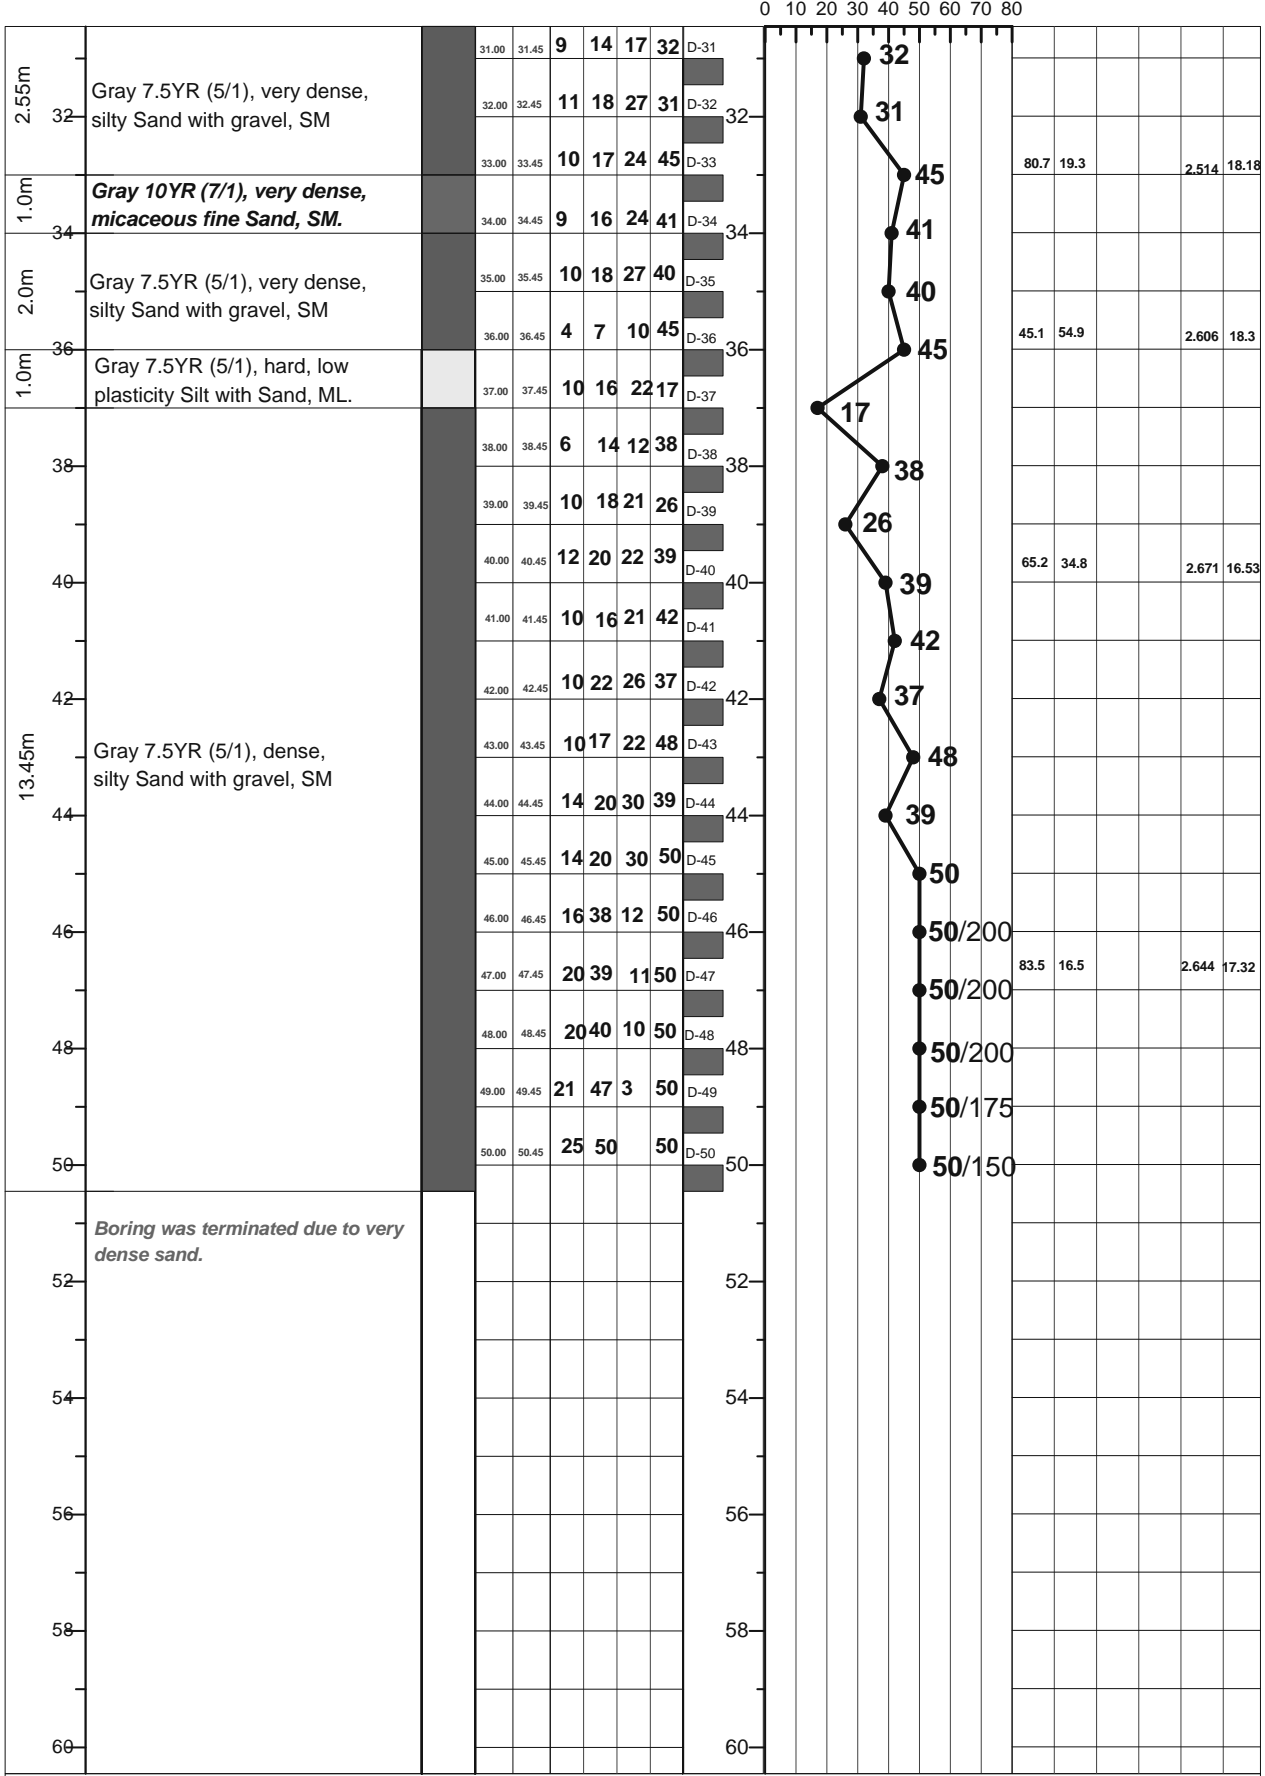 0 10 20 30 40 50 60 70 80
2.55m
Gray 7.5YR (5/1), very dense,
silty Sand with gravel, SM
31.00 31.45 9 14 17 32 D-31
32
32
32.00 32.45 11 18 27 31 D-32
32
31
33.00 33.45 10 17 24 45 D-33
45
80.7 19.3 2.514 18.18
1.0m
Gray 10YR (7/1), very dense,
micaceous fine Sand, SM.
34.00 34.45 9 16 24 41 D-34
34
34
41
2.0m
Gray 7.5YR (5/1), very dense,
silty Sand with gravel, SM
35.00 35.45 10 18 27 40 D-35
40
36.00 36.45 4 7 10 45 D-36
36
36
45
45.1 54.9 2.606 18.3
1.0m
Gray 7.5YR (5/1), hard, low
plasticity Silt with Sand, ML.
37.00 37.45 10 16 22 17 D-37
17
13.45m
Gray 7.5YR (5/1), dense,
silty Sand with gravel, SM
38.00 38.45 6 14 12 38 D-38
38
38
38
39.00 39.45 10 18 21 26 D-39
26
40.00 40.45 12 20 22 39 D-40
40
40
39
65.2 34.8 2.671 16.53
41.00 41.45 10 16 21 42 D-41
42
42.00 42.45 10 22 26 37 D-42
42
42
37
43.00 43.45 10 17 22 48 D-43
48
44.00 44.45 14 20 30 39 D-44
44
44
39
45.00 45.45 14 20 30 50 D-45
50
46.00 46.45 16 38 12 50 D-46
46
46
50/200
47.00 47.45 20 39 11 50 D-47
50/200
83.5 16.5 2.644 17.32
48.00 48.45 20 40 10 50 D-48
48
48
50/200
49.00 49.45 21 47 3 50 D-49
50/175
50.00 50.45 25 50 50 D-50
50
50
50/150
Boring was terminated due to very
dense sand.
52
52
54
54
56
56
58
58
60
60